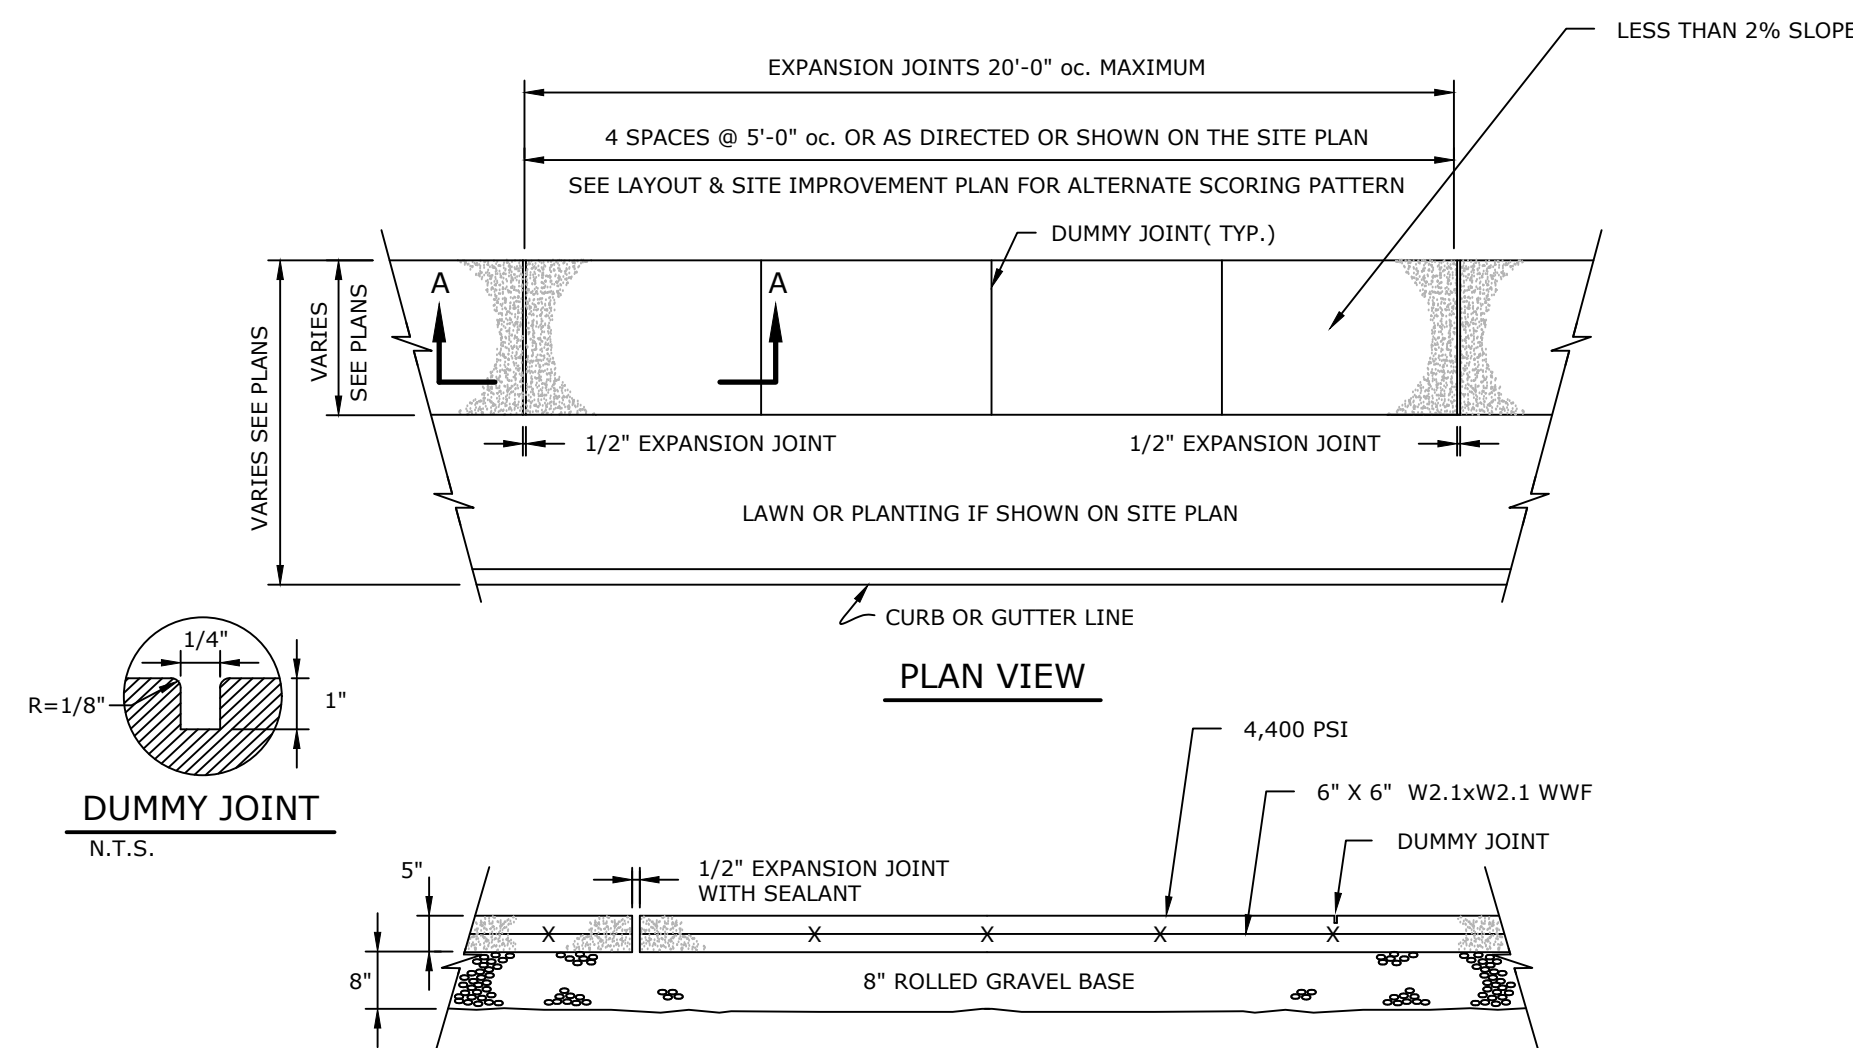 LESS THAN 2% SLOPE
EXPANSION JOINTS 20'-0" oc. MAXIMUM
4 SPACES @ 5'-0" oc. OR AS DIRECTED OR SHOWN ON THE SITE PLAN
SEE LAYOUT & SITE IMPROVEMENT PLAN FOR ALTERNATE SCORING PATTERN
DUMMY JOINT( TYP.)
A
A
VARIES
SEE PLANS
VARIES SEE PLANS
1/2" EXPANSION JOINT
1/2" EXPANSION JOINT
LAWN OR PLANTING IF SHOWN ON SITE PLAN
CURB OR GUTTER LINE
PLAN VIEW
1/4"
R=1/8"
1"
DUMMY JOINT
N.T.S.
4,400 PSI
6" X 6" W2.1xW2.1 WWF
DUMMY JOINT
5"
1/2" EXPANSION JOINT
WITH SEALANT
X X X X X
8"
8" ROLLED GRAVEL BASE